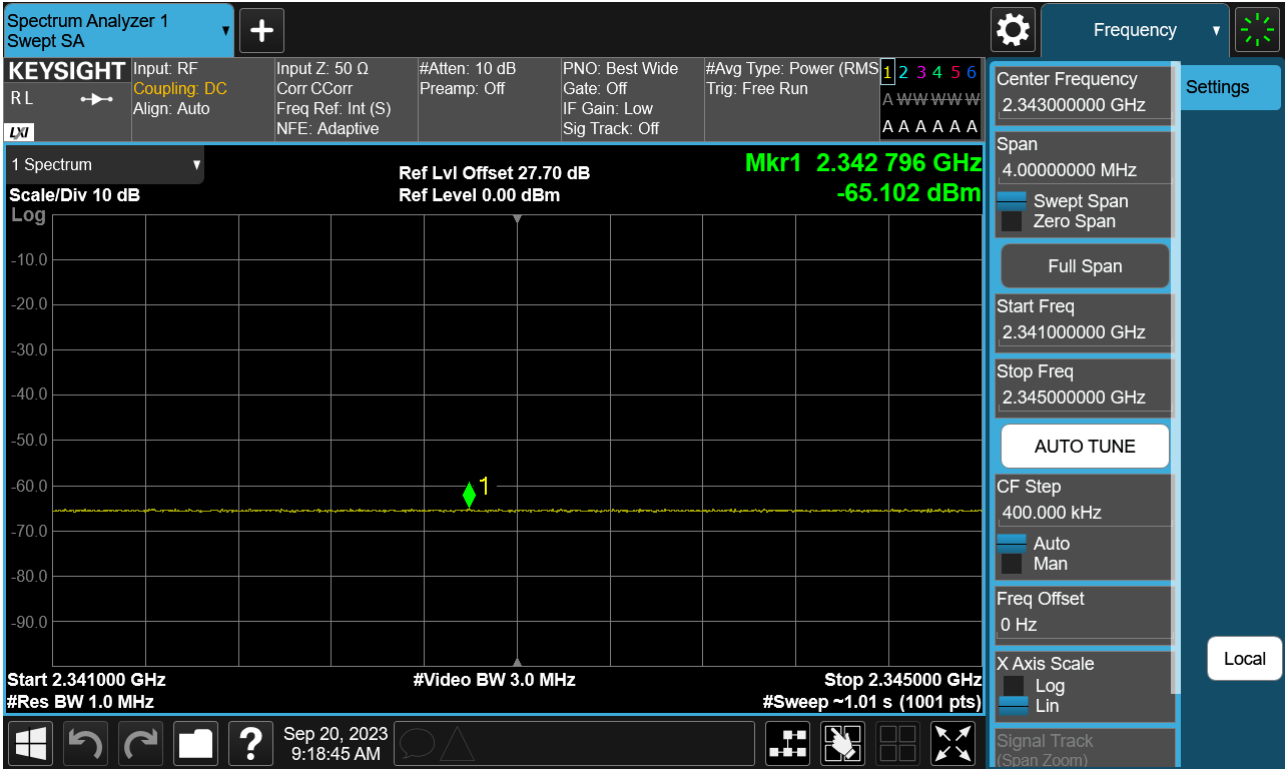 Spectrum Analyzer 1
Swept SA
+
Frequency
KEYSIGHT
R L
LXI
Input: RF
Coupling: DC
Align: Auto
Input Z: 50 Ω
Corr CCorr
Freq Ref: Int (S)
NFE: Adaptive
#Atten: 10 dB
Preamp: Off
PNO: Best Wide
Gate: Off
IF Gain: Low
Sig Track: Off
#Avg Type: Power (RMS
Trig: Free Run
1 2 3 4 5 6
A W W W W W
A A A A A A
1 Spectrum
Scale/Div 10 dB
Log
Ref Lvl Offset 27.70 dB
Ref Level 0.00 dBm
Mkr1 2.342 796 GHz
-65.102 dBm
-10.0
-20.0
-30.0
-40.0
-50.0
-60.0
-70.0
-80.0
-90.0
1
Start 2.341000 GHz
#Res BW 1.0 MHz
#Video BW 3.0 MHz
Stop 2.345000 GHz
#Sweep ~1.01 s (1001 pts)
Center Frequency
2.343000000 GHz
Span
4.00000000 MHz
Swept Span
Zero Span
Full Span
Start Freq
2.341000000 GHz
Stop Freq
2.345000000 GHz
AUTO TUNE
CF Step
400.000 kHz
Auto
Man
Freq Offset
0 Hz
X Axis Scale
Log
Lin
Signal Track
(Span Zoom)
Settings
Local
?
Sep 20, 2023
9:18:45 AM